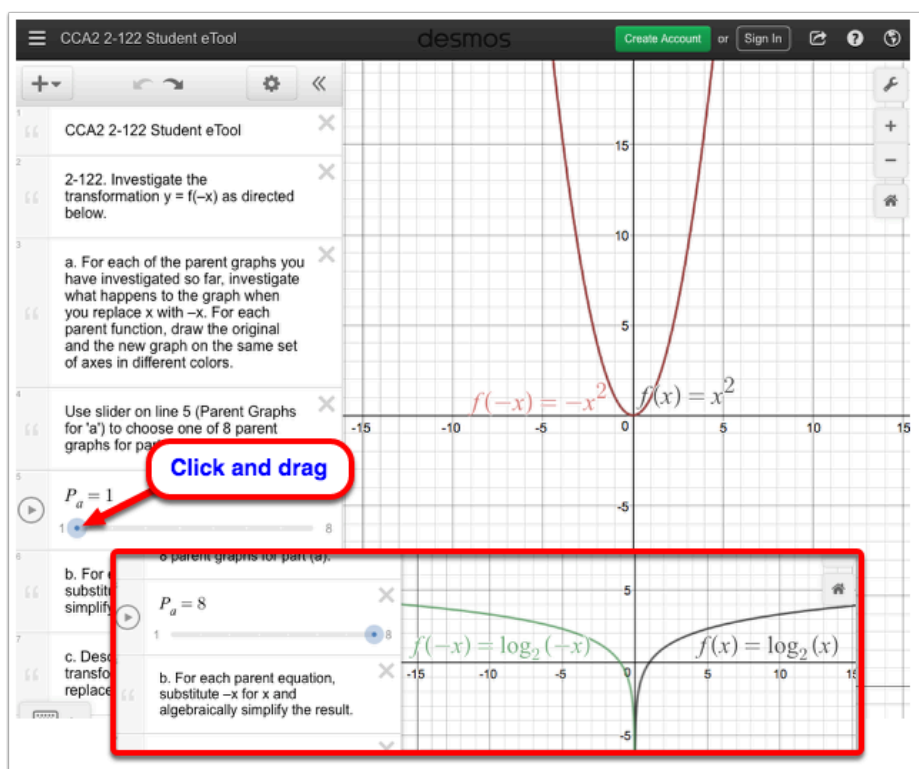 CCA2 2-122 Student eTool
desmos
Create Account or Sign In
1
CCA2 2-122 Student eTool
2
2-122. Investigate the
transformation y = f(–x) as directed
below.
3
a. For each of the parent graphs you
have investigated so far, investigate
what happens to the graph when
you replace x with –x. For each
parent function, draw the original
and the new graph on the same set
of axes in different colors.
4
Use slider on line 5 (Parent Graphs
for 'a') to choose one of 8 parent
graphs for
Click and drag
5
Pₐ = 1
1 8
6
b. For
simplify
7
c.
replace
15
10
5
f(−x) = −x² f(x) = x²
-15 -10 -5 0 5 10 15
-5
8 parent graphs for part (a).
Pₐ = 8
1 8
b. For each parent equation,
substitute –x for x and
algebraically simplify the result.
5
f(−x) = log₂(−x) f(x) = log₂(x)
-15 -10 -5 0 5 10 15
-5